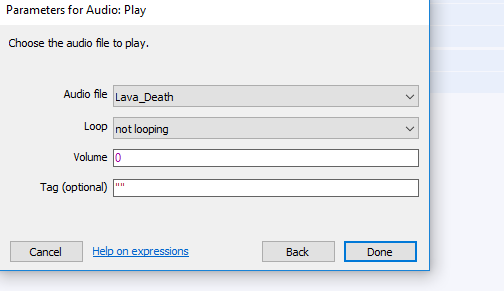 Parameters for Audio: Play
Choose the audio file to play.
Audio file Lava_Death
Loop not looping
Volume 0
Tag (optional) ""
Cancel Help on expressions Back Done